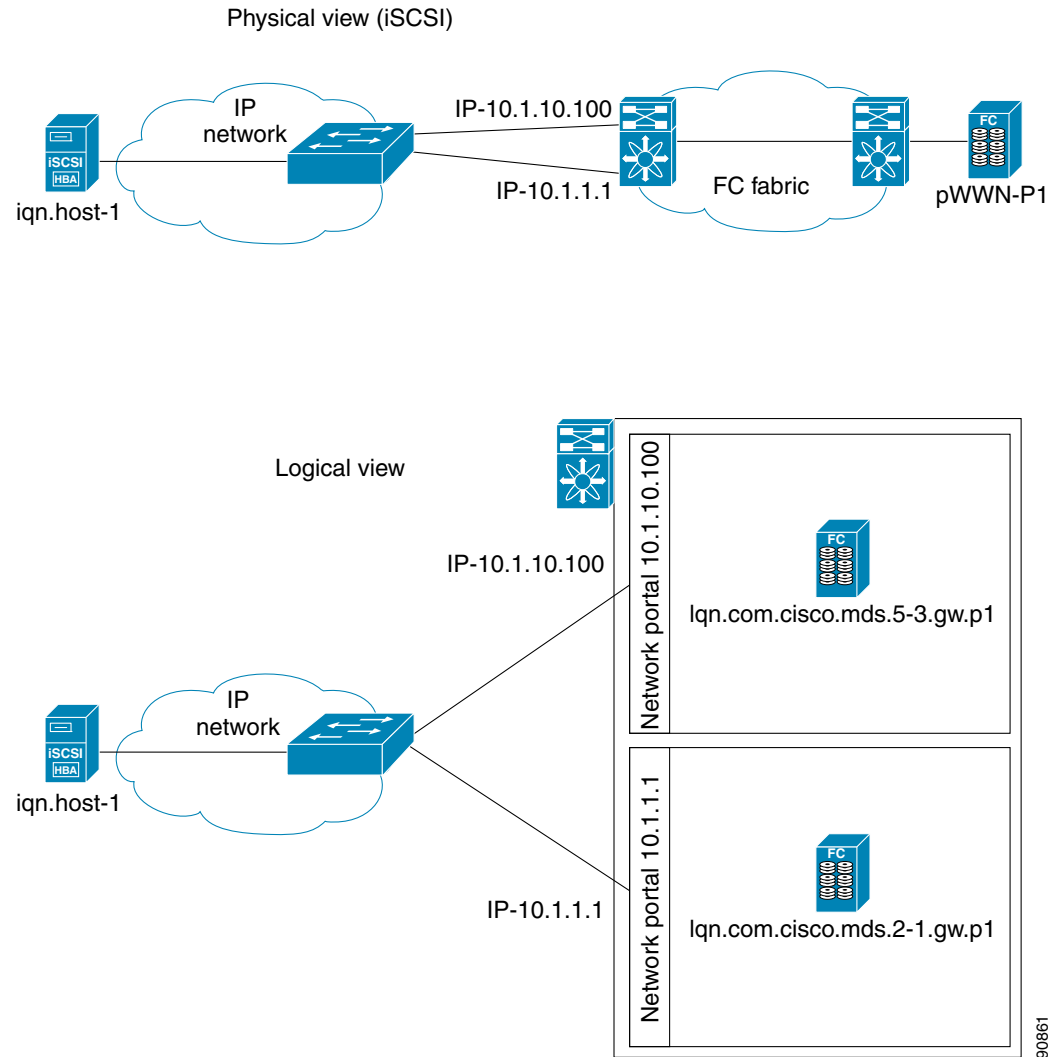 Physical view (iSCSI)
IP
network
IP-10.1.10.100
IP-10.1.1.1
iSCSI
HBA
iqn.host-1
FC fabric
FC
pWWN-P1
Logical view
IP-10.1.10.100
Network portal 10.1.10.100
FC
lqn.com.cisco.mds.5-3.gw.p1
IP
network
iSCSI
HBA
iqn.host-1
IP-10.1.1.1
Network portal 10.1.1.1
FC
lqn.com.cisco.mds.2-1.gw.p1
90861